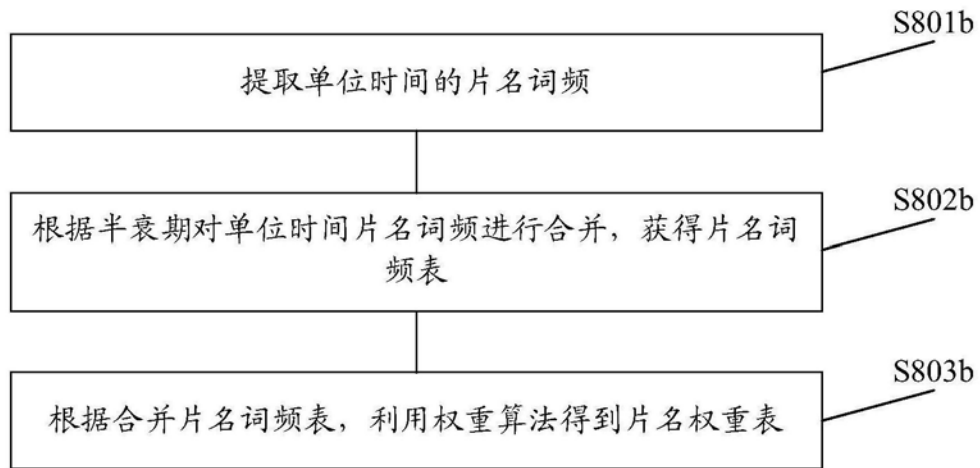 S801b
提取单位时间的片名词频
S802b
根据半衰期对单位时间片名词频进行合并，获得片名词
频表
S803b
根据合并片名词频表，利用权重算法得到片名权重表